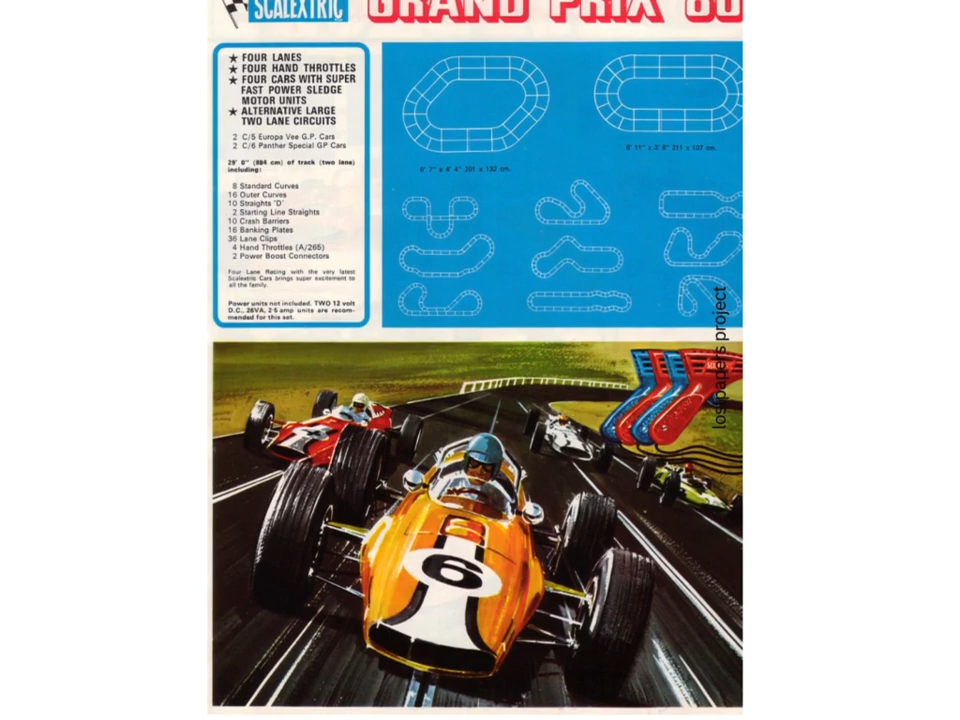 SCALEXTRIC GRAND PRIX
★ FOUR LANES
★ FOUR HAND THROTTLES
★ FOUR CARS WITH SUPER
FAST POWER SLEDGE
MOTOR UNITS
★ ALTERNATIVE LARGE
TWO LANE CIRCUITS
2 C/5 Europa Vee G.P. Cars
2 C/6 Panther Special GP Cars
29' 0" (884 cm) of track (two lane)
including:
8 Standard Curves
16 Outer Curves
10 Straights 'D'
2 Starting Line Straights
10 Crash Barriers
16 Banking Plates
36 Lane Clips
4 Hand Throttles (A/265)
2 Power Boost Connectors
Four Lane Racing with the very latest
Scalextric Cars brings super excitement to
all the family.
Power units not included. TWO 12 volt
D.C., 28VA, 2·5 amp units are recom-
mended for this set.
6' 7" x 4' 4" 201 x 132 cm.
6' 11" x 3' 6" 211 x 107 cm.
lost papers project
6